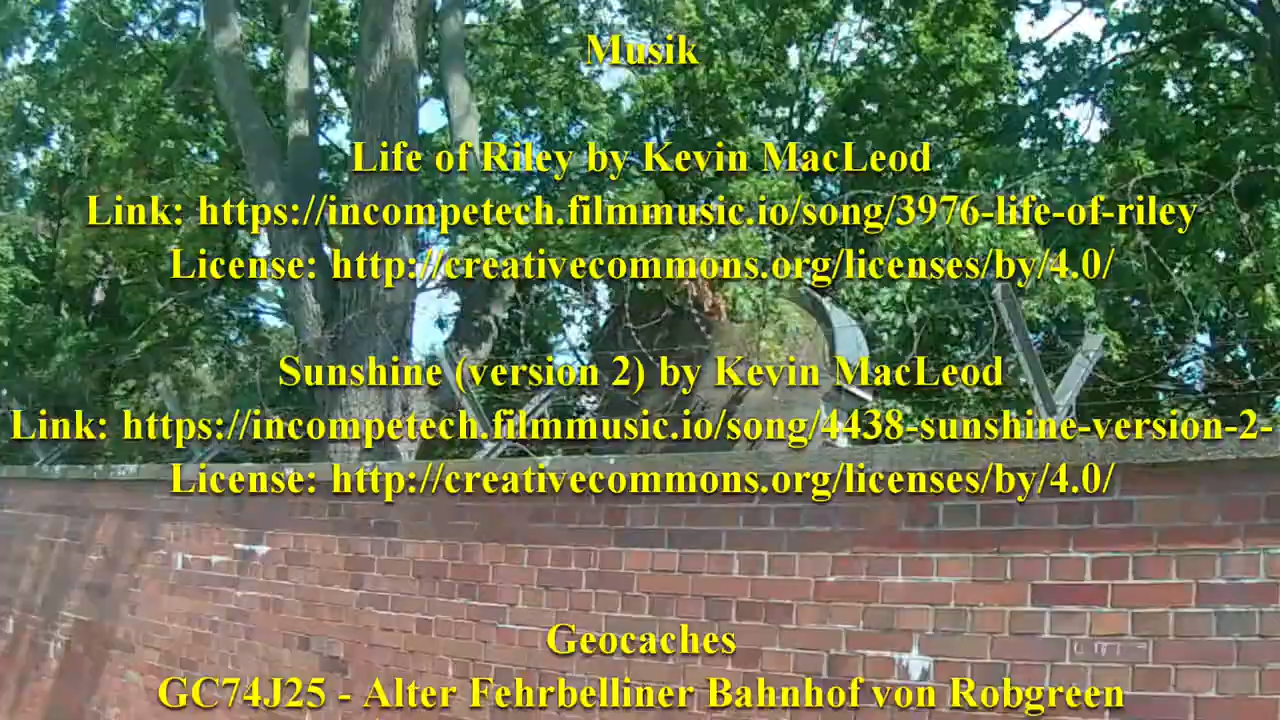 Musik
Life of Riley by Kevin MacLeod
Link: https://incompetech.filmmusic.io/song/3976-life-of-riley
License: http://creativecommons.org/licenses/by/4.0/
Sunshine (version 2) by Kevin MacLeod
Link: https://incompetech.filmmusic.io/song/4438-sunshine-version-2-
License: http://creativecommons.org/licenses/by/4.0/
Geocaches
GC74J25 - Alter Fehrbelliner Bahnhof von Robgreen